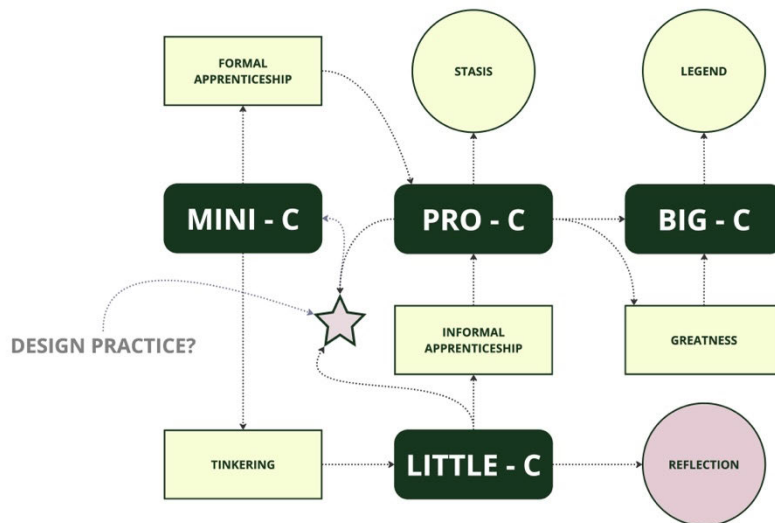 FORMAL
APPRENTICESHIP
STASIS
LEGEND
MINI - C
PRO - C
BIG - C
DESIGN PRACTICE?
INFORMAL
APPRENTICESHIP
GREATNESS
TINKERING
LITTLE - C
REFLECTION